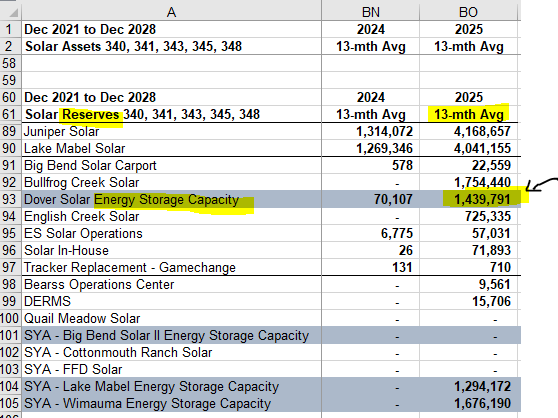 A BN BO
1 Dec 2021 to Dec 2028 2024 2025
2 Solar Assets 340, 341, 343, 345, 348 13-mth Avg 13-mth Avg
58
59
60 Dec 2021 to Dec 2028 2024 2025
61 Solar Reserves 340, 341, 343, 345, 348 13-mth Avg 13-mth Avg
89 Juniper Solar 1,314,072 4,168,657
90 Lake Mabel Solar 1,269,346 4,041,155
91 Big Bend Solar Carport 578 22,559
92 Bullfrog Creek Solar - 1,754,440
93 Dover Solar Energy Storage Capacity 70,107 1,439,791
94 English Creek Solar - 725,335
95 ES Solar Operations 6,775 57,031
96 Solar In-House 26 71,893
97 Tracker Replacement - Gamechange 131 710
98 Bearss Operations Center - 9,561
99 DERMS - 15,706
100 Quail Meadow Solar - -
101 SYA - Big Bend Solar II Energy Storage Capacity - -
102 SYA - Cottonmouth Ranch Solar - -
103 SYA - FFD Solar - -
104 SYA - Lake Mabel Energy Storage Capacity - 1,294,172
105 SYA - Wimauma Energy Storage Capacity - 1,676,190